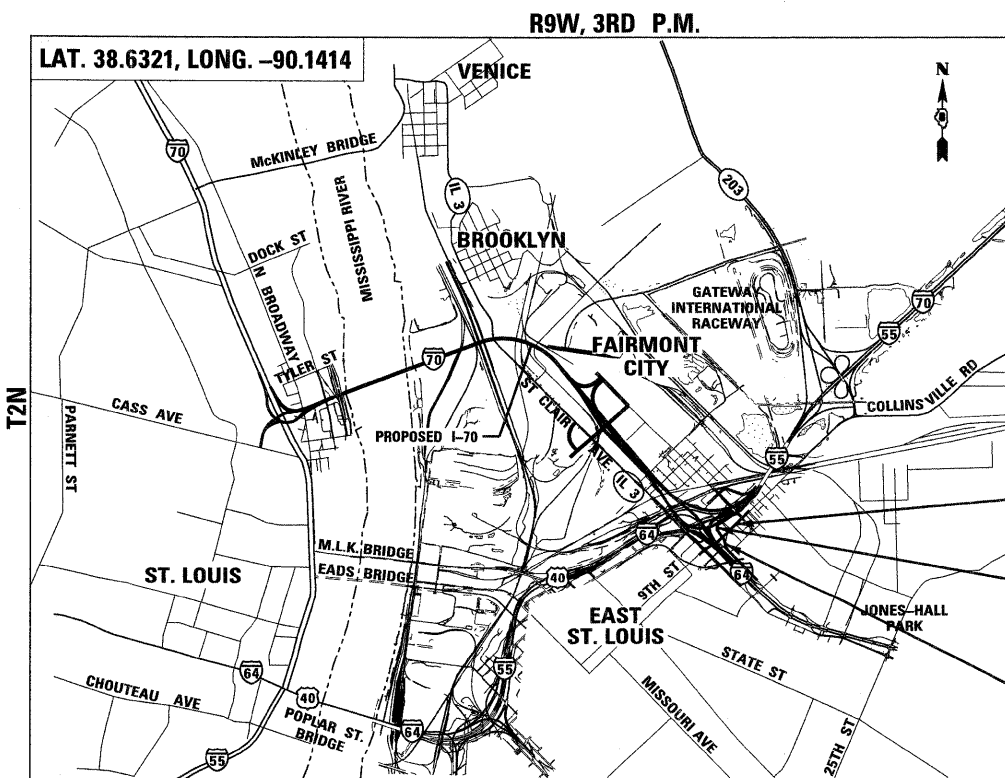 R9W, 3RD P.M.
LAT. 38.6321, LONG. -90.1414
VENICE
N
70
McKINLEY BRIDGE
203
IL 3
MISSISSIPPI RIVER
DOCK ST
BROOKLYN
N BROADWAY
GATEWAY
INTERNATIONAL
RACEWAY
70
55
TYLER ST
70
FAIRMONT
CITY
T2N
CASS AVE
PARNETT ST
ST CLAIR AVE.
COLLINSVILLE RD
PROPOSED I-70
55
IL 3
64
M.L.K. BRIDGE
EADS BRIDGE
ST. LOUIS
40
9TH ST
64
EAST
ST. LOUIS
JONES-HALL
PARK
STATE ST
64
55
MISSOURI AVE
CHOUTEAU AVE
40
POPLAR ST.
BRIDGE
64
55
25TH ST